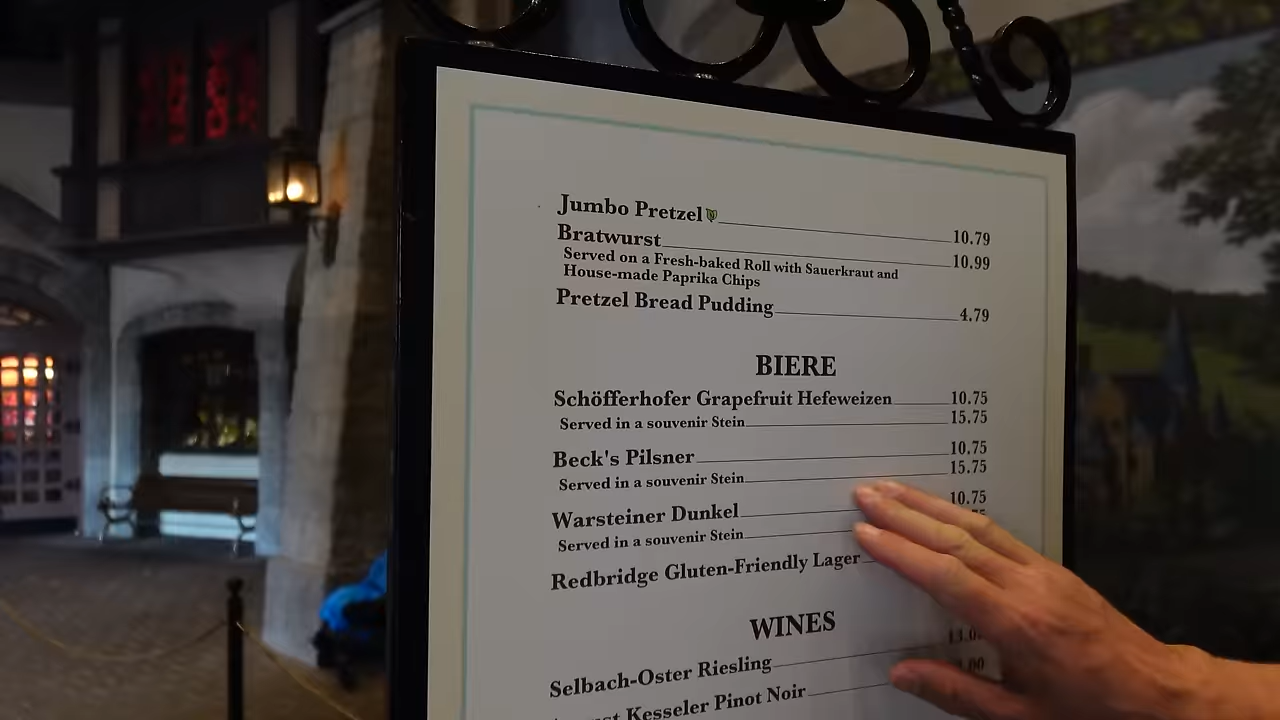 Jumbo Pretzel 10.79
Bratwurst 10.99
Served on a Fresh-baked Roll with Sauerkraut and
House-made Paprika Chips
Pretzel Bread Pudding 4.79
BIERE
Schöfferhofer Grapefruit Hefeweizen 10.75
Served in a souvenir Stein 15.75
Beck's Pilsner 10.75
Served in a souvenir Stein 15.75
Warsteiner Dunkel 10.75
Served in a souvenir Stein
Redbridge Gluten-Friendly Lager
WINES
Selbach-Oster Riesling
Kesseler Pinot Noir